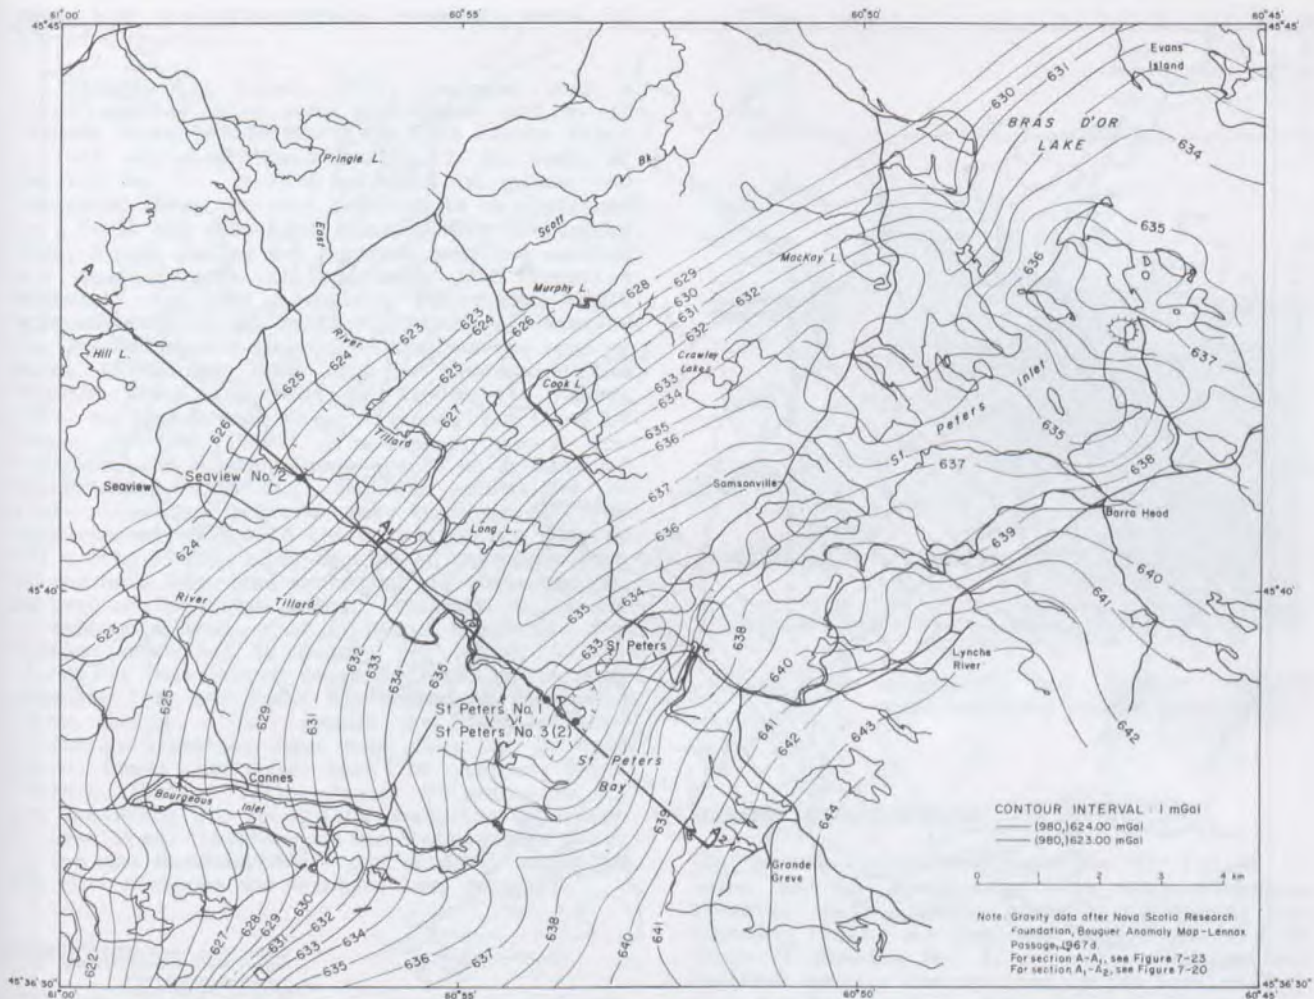 61°00'
60°55'
60°50'
60°45'
45°45'
45°45'
Evans
Island
631
630
BRAS D'OR
LAKE
634
Pringle L.
Bk.
East
Scott
635
MacKay L.
636
A
629
628
630
632
Murphy L.
631
623
623
624
626
632
637
River
Hill L.
624
Crawley
Lakes
633
Inlet
625
625
634
Cook L.
627
Peters
635
626
Tillard
635
636
St.
637
638
Seaview No. 2
Seaview
637
Samsonville
A1
Long L.
636
Barra Head
639
624
640
45°40'
45°40'
River Tillard
634
641
635
623
633
St Peters
638
632
633
634
635
640
Lynche
River
625
629
631
St Peters No. 1
St Peters No. 3(2)
641
642
643
642
St Peters
Bay
Cannes
Bourgeous Inlet
639
A2
644
CONTOUR INTERVAL : 1 mGal
(980,)624.00 mGal
(980,)623.00 mGal
Grande
Greve
0 1 2 3 4 km
630
629
628
632
627
631
633
634
638
641
640
622
635
636
637
Note: Gravity data after Nova Scotia Research
Foundation, Bouguer Anomaly Map-Lennox
Passage, 1967d.
For section A-A1, see Figure 7-23
For section A1-A2, see Figure 7-20
45°36'30"
45°36'30"
61°00'
60°55'
60°50'
60°45'